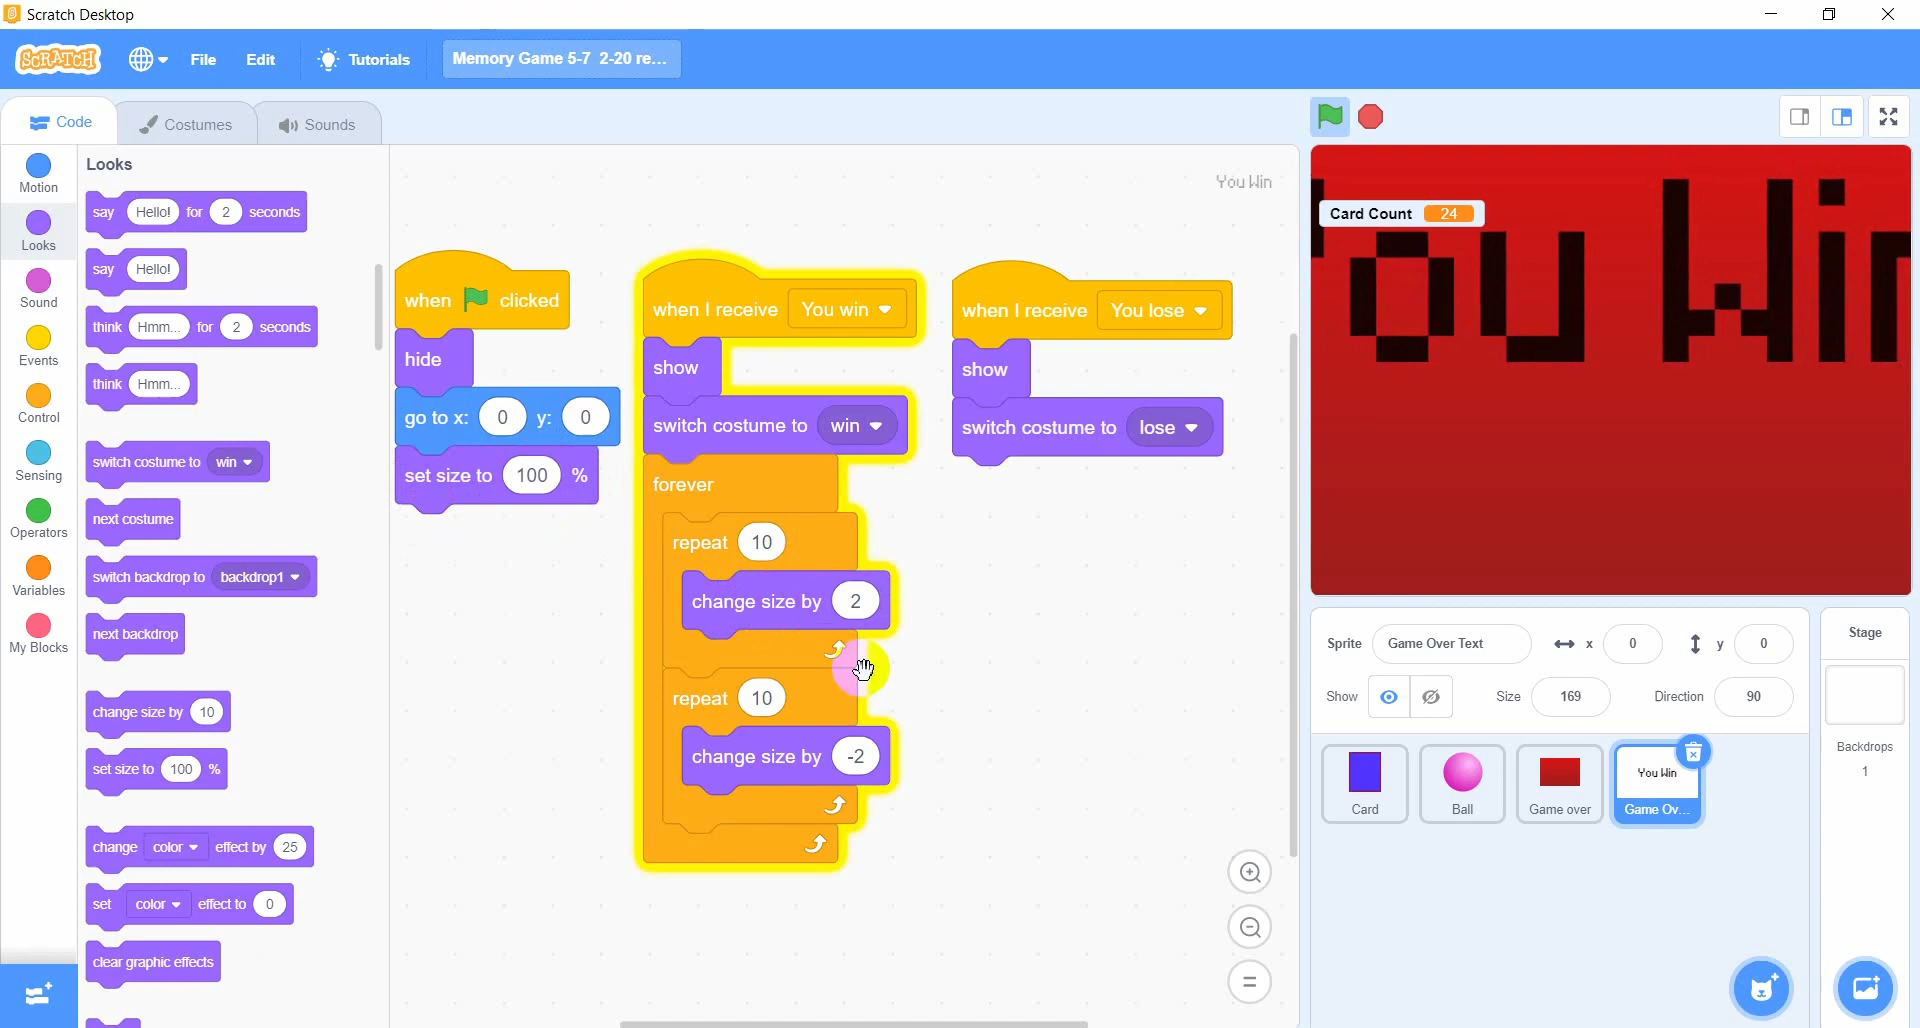 Scratch Desktop
SCRATCH File Edit Tutorials Memory Game 5-7 2-20 re...
Code Costumes Sounds
Motion
Looks
Sound
Events
Control
Sensing
Operators
Variables
My Blocks
Looks
say Hello! for 2 seconds
say Hello!
think Hmm... for 2 seconds
think Hmm...
switch costume to win
next costume
switch backdrop to backdrop1
next backdrop
change size by 10
set size to 100 %
change color effect by 25
set color effect to 0
clear graphic effects
You Win
when clicked
hide
go to x: 0 y: 0
set size to 100 %
when I receive You win
show
switch costume to win
forever
repeat 10
change size by 2
repeat 10
change size by -2
when I receive You lose
show
switch costume to lose
Card Count 24
You Win
Sprite Game Over Text x 0 y 0
Show Size 169 Direction 90
Card
Ball
Game over
You Win
Game Ov...
Stage
Backdrops
1